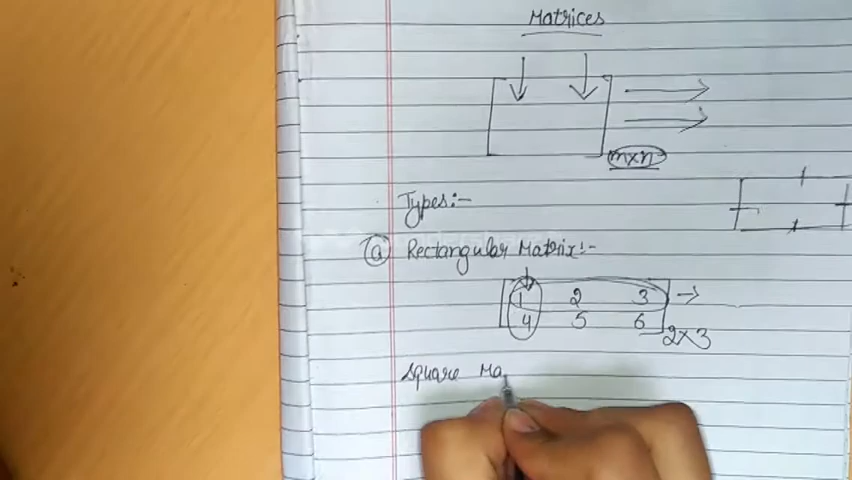 Matrices
m×n
Types:-
(a) Rectangular Matrix:-
1 2 3
4 5 6
2×3
Square Ma